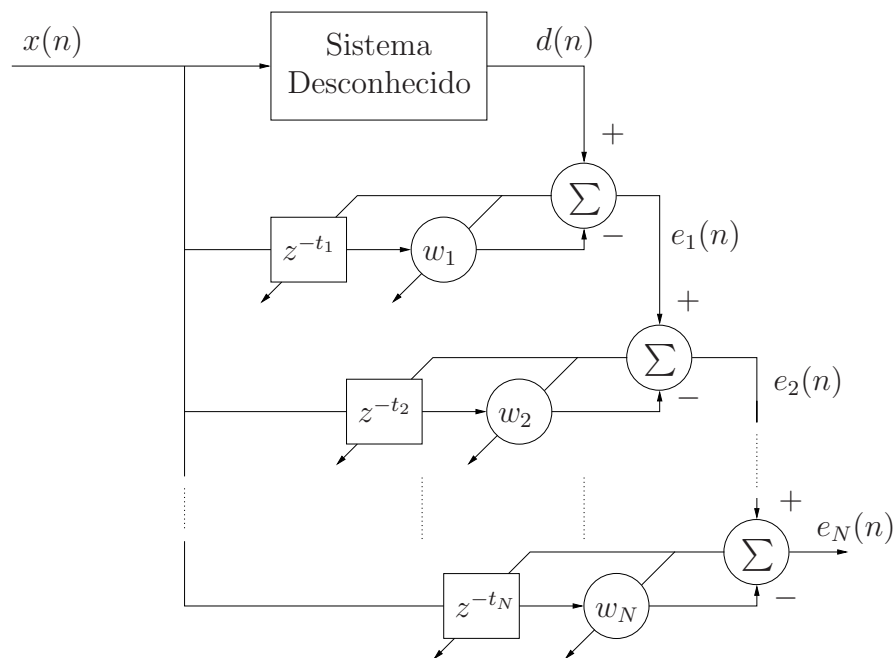 x(n)
Sistema
Desconhecido
d(n)
+
∑
−
z^{-t_1}
w_1
e_1(n)
+
∑
−
z^{-t_2}
w_2
e_2(n)
+
∑
−
z^{-t_N}
w_N
e_N(n)